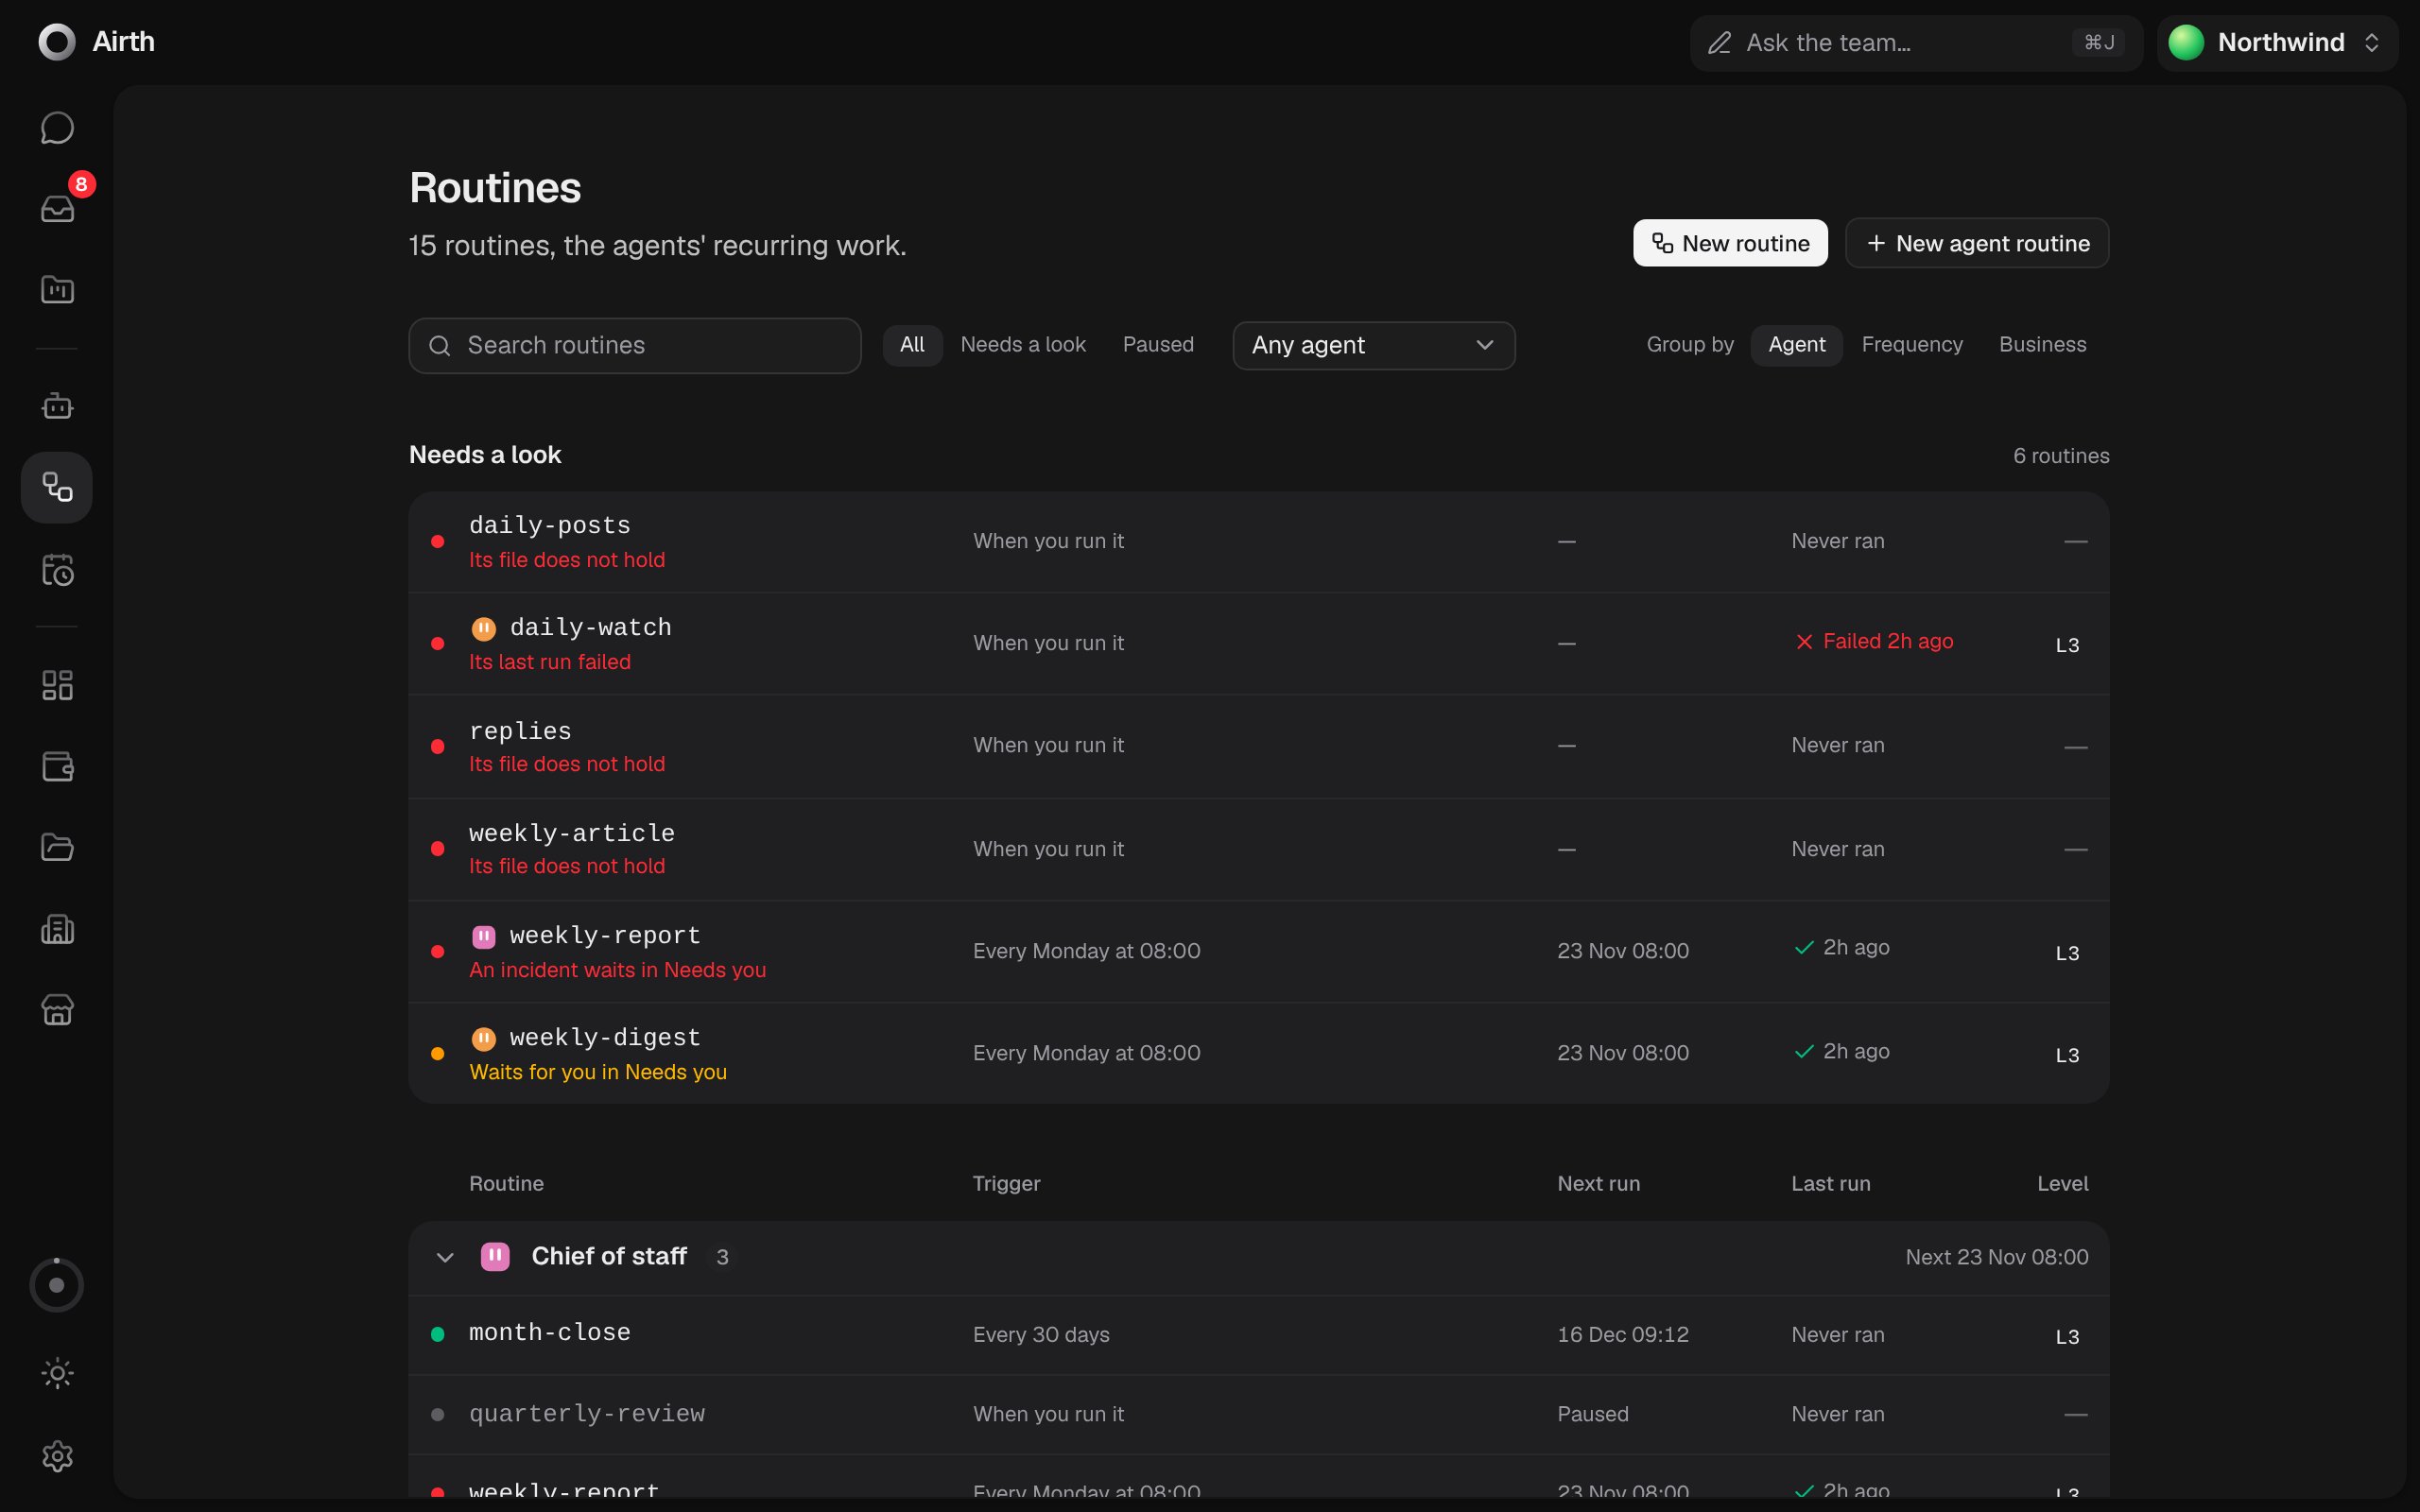 Airth
Ask the team... ⌘J
Northwind
8
Routines
15 routines, the agents' recurring work.
New routine
New agent routine
Search routines
All Needs a look Paused
Any agent
Group by Agent Frequency Business
Needs a look 6 routines
daily-posts
Its file does not hold
When you run it — Never ran —
daily-watch
Its last run failed
When you run it — Failed 2h ago L3
replies
Its file does not hold
When you run it — Never ran —
weekly-article
Its file does not hold
When you run it — Never ran —
weekly-report
An incident waits in Needs you
Every Monday at 08:00 23 Nov 08:00 2h ago L3
weekly-digest
Waits for you in Needs you
Every Monday at 08:00 23 Nov 08:00 2h ago L3
Routine Trigger Next run Last run Level
Chief of staff 3 Next 23 Nov 08:00
month-close Every 30 days 16 Dec 09:12 Never ran L3
quarterly-review When you run it Paused Never ran —
weekly-report Every Monday at 08:00 23 Nov 08:00 2h ago L3